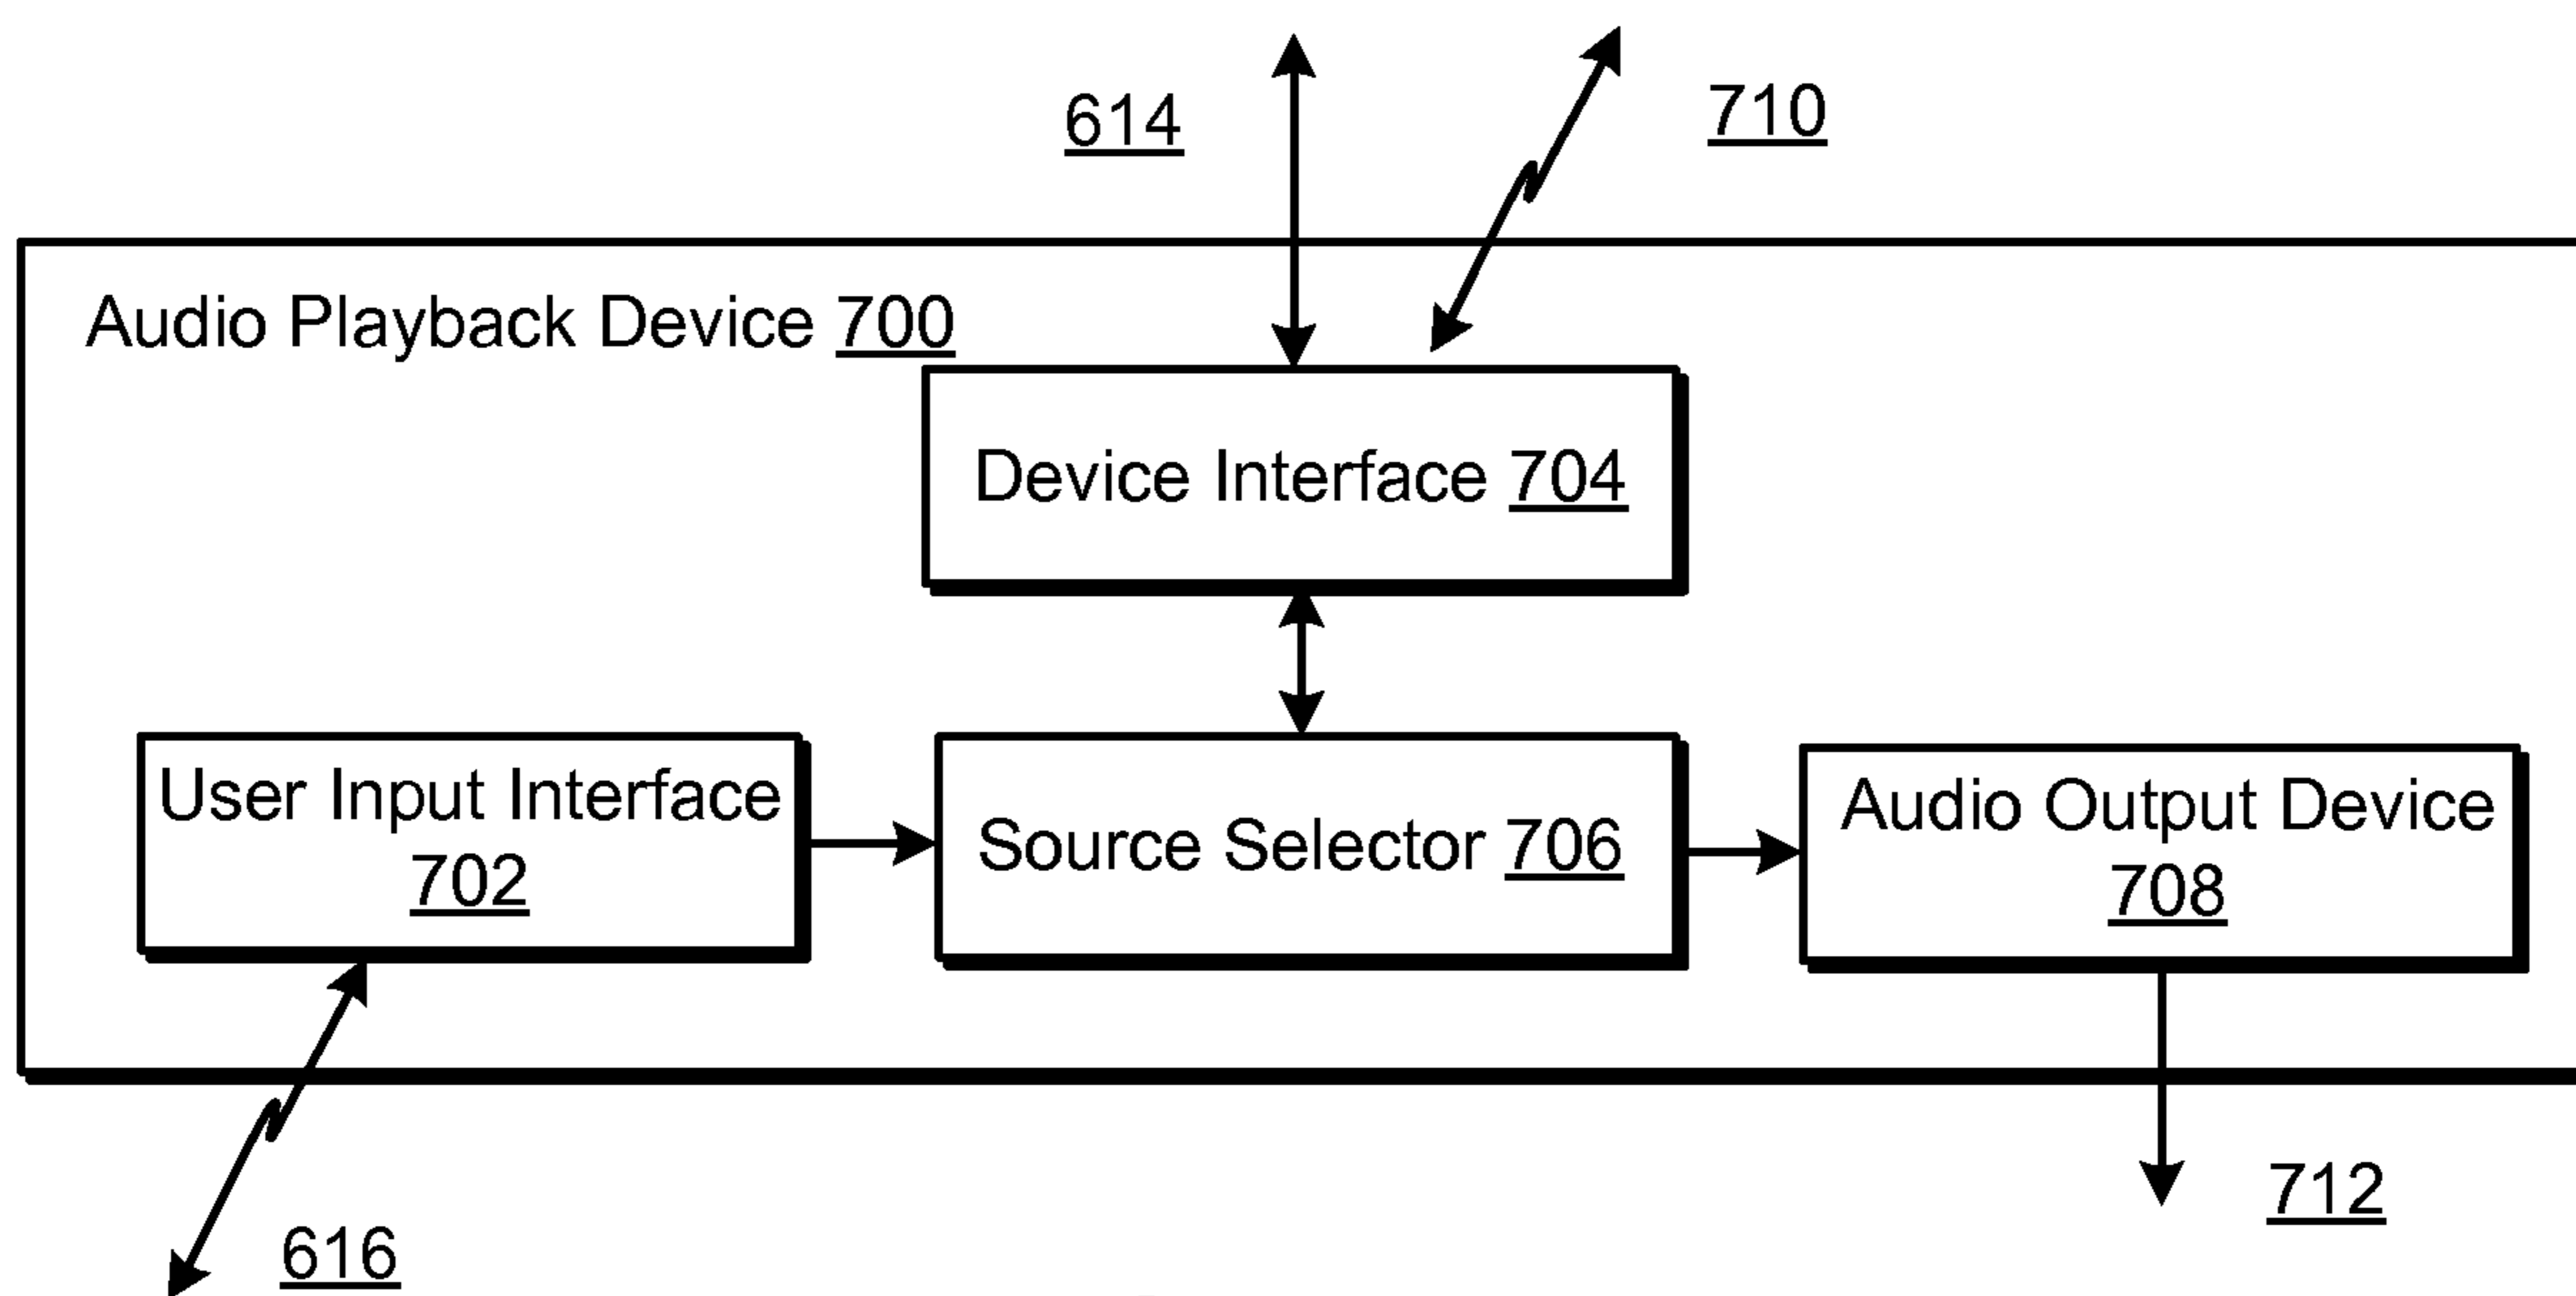 614
710
Audio Playback Device 700
Device Interface 704
User Input Interface
702
Source Selector 706
Audio Output Device
708
712
616